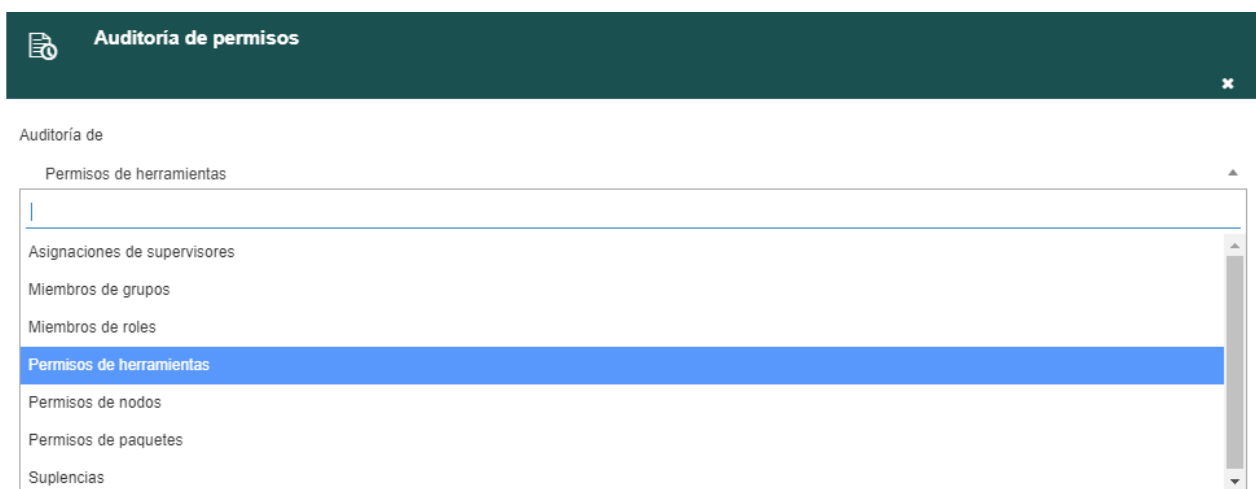 Auditoría de permisos
Auditoría de
Permisos de herramientas
Asignaciones de supervisores
Miembros de grupos
Miembros de roles
Permisos de herramientas
Permisos de nodos
Permisos de paquetes
Suplencias